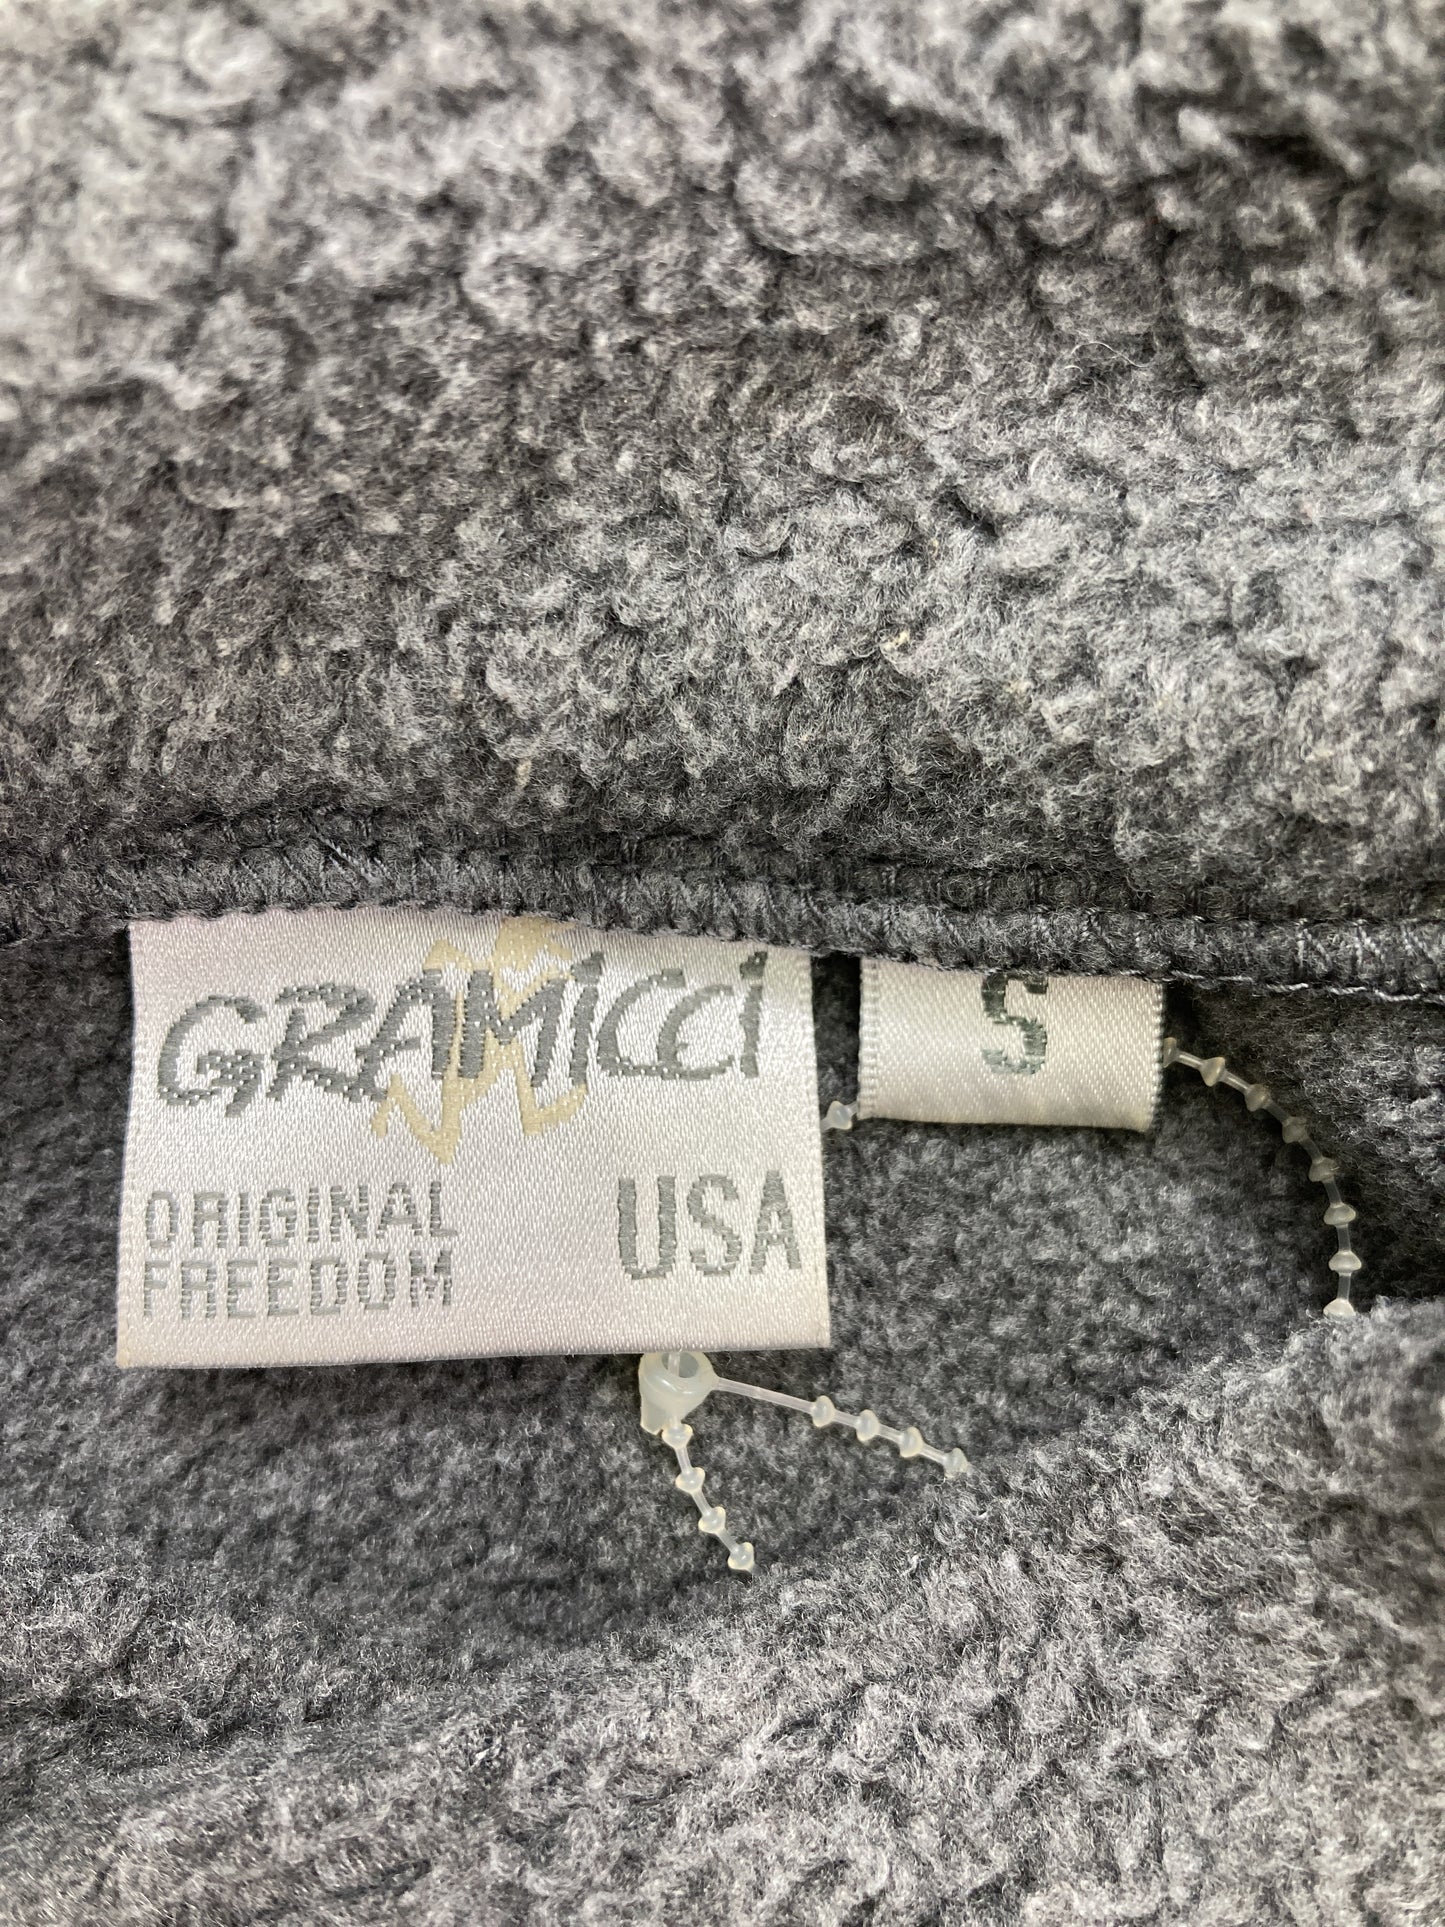 GRAMiCCi
S
ORIGINAL
FREEDOM
USA